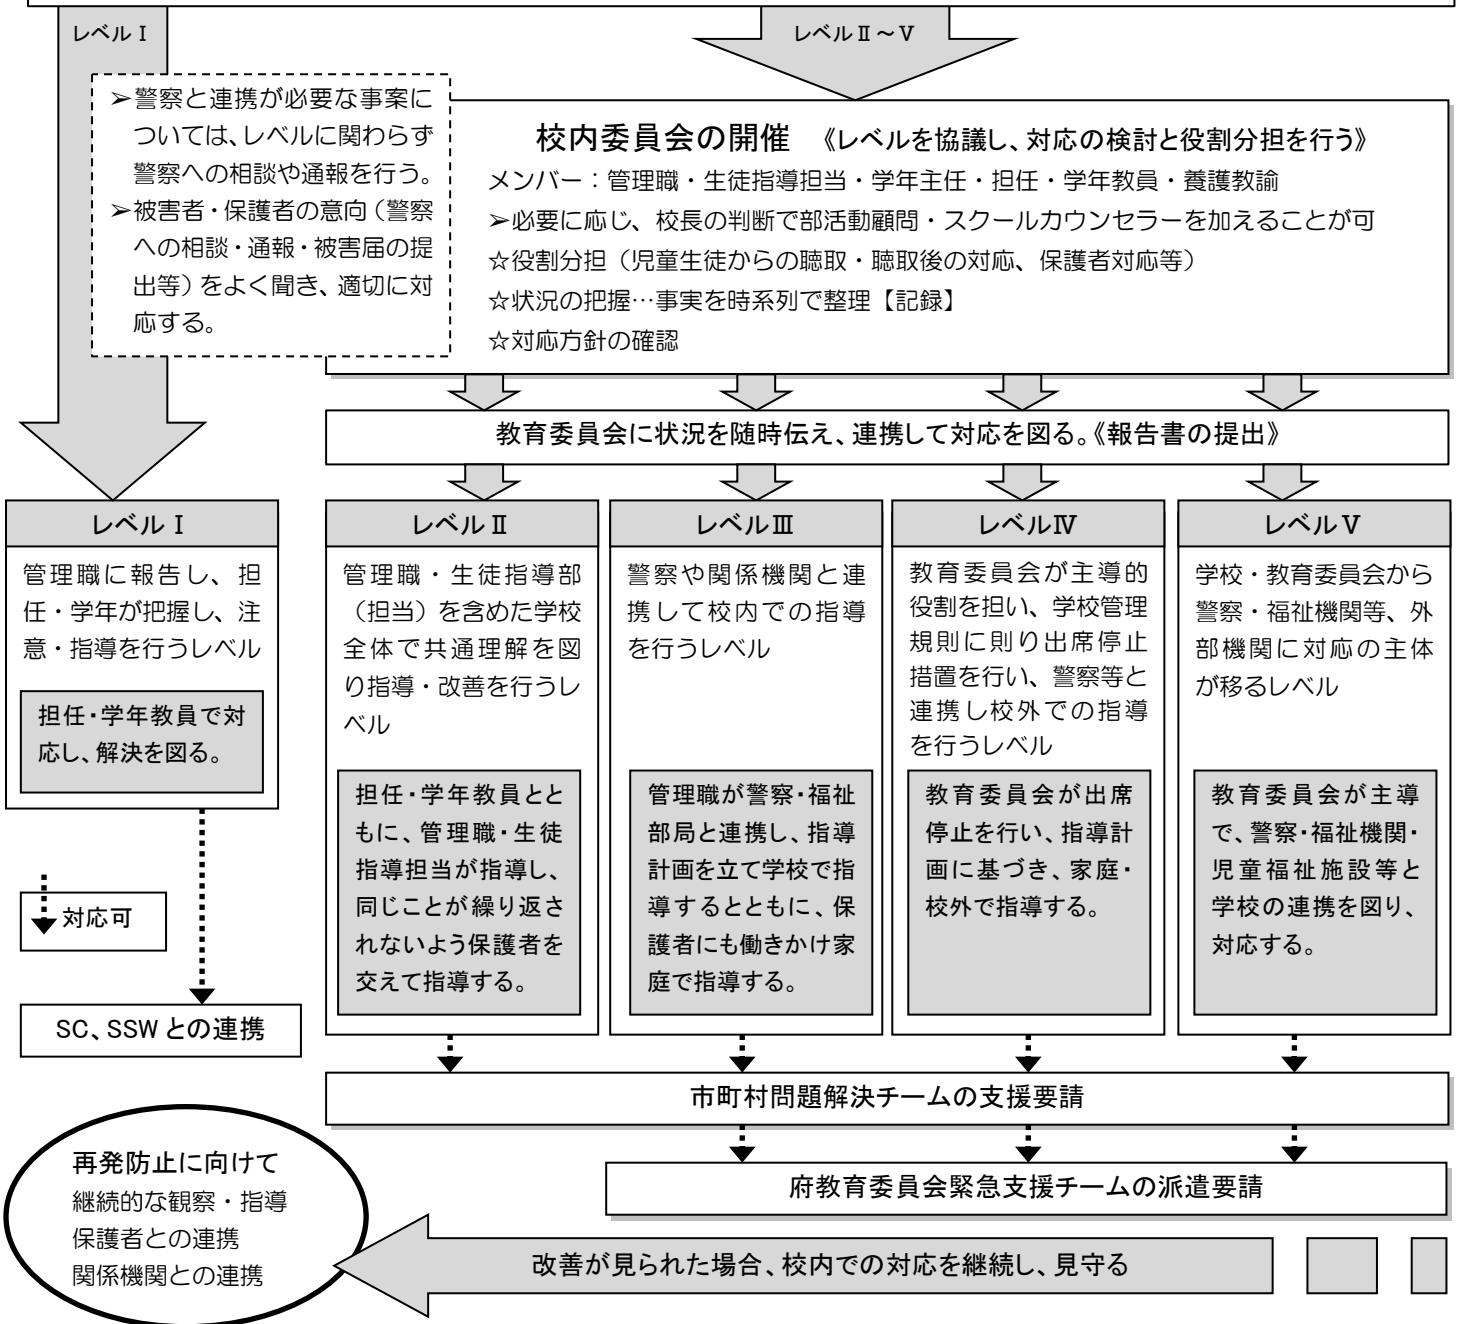 レベルⅠ
レベルⅡ～Ⅴ
➢警察と連携が必要な事案に
ついては、レベルに関わらず
警察への相談や通報を行う。
➢被害者・保護者の意向（警察
への相談・通報・被害届の提
出等）をよく聞き、適切に対
応する。
校内委員会の開催　《レベルを協議し、対応の検討と役割分担を行う》
メンバー：管理職・生徒指導担当・学年主任・担任・学年教員・養護教諭
➢必要に応じ、校長の判断で部活動顧問・スクールカウンセラーを加えることが可
☆役割分担（児童生徒からの聴取・聴取後の対応、保護者対応等）
☆状況の把握…事実を時系列で整理【記録】
☆対応方針の確認
教育委員会に状況を随時伝え、連携して対応を図る。《報告書の提出》
レベルⅠ
管理職に報告し、担
任・学年が把握し、注
意・指導を行うレベル
担任・学年教員で対
応し、解決を図る。
レベルⅡ
管理職・生徒指導部
（担当）を含めた学校
全体で共通理解を図
り指導・改善を行うレ
ベル
担任・学年教員とと
もに、管理職・生徒
指導担当が指導し、
同じことが繰り返さ
れないよう保護者を
交えて指導する。
レベルⅢ
警察や関係機関と連
携して校内での指導
を行うレベル
管理職が警察・福祉
部局と連携し、指導
計画を立て学校で指
導するとともに、保
護者にも働きかけ家
庭で指導する。
レベルⅣ
教育委員会が主導的
役割を担い、学校管理
規則に則り出席停止
措置を行い、警察等と
連携し校外での指導
を行うレベル
教育委員会が出席
停止を行い、指導計
画に基づき、家庭・
校外で指導する。
レベルⅤ
学校・教育委員会から
警察・福祉機関等、外
部機関に対応の主体
が移るレベル
教育委員会が主導
で、警察・福祉機関・
児童福祉施設等と
学校の連携を図り、
対応する。
対応可
SC、SSWとの連携
市町村問題解決チームの支援要請
府教育委員会緊急支援チームの派遣要請
再発防止に向けて
継続的な観察・指導
保護者との連携
関係機関との連携
改善が見られた場合、校内での対応を継続し、見守る